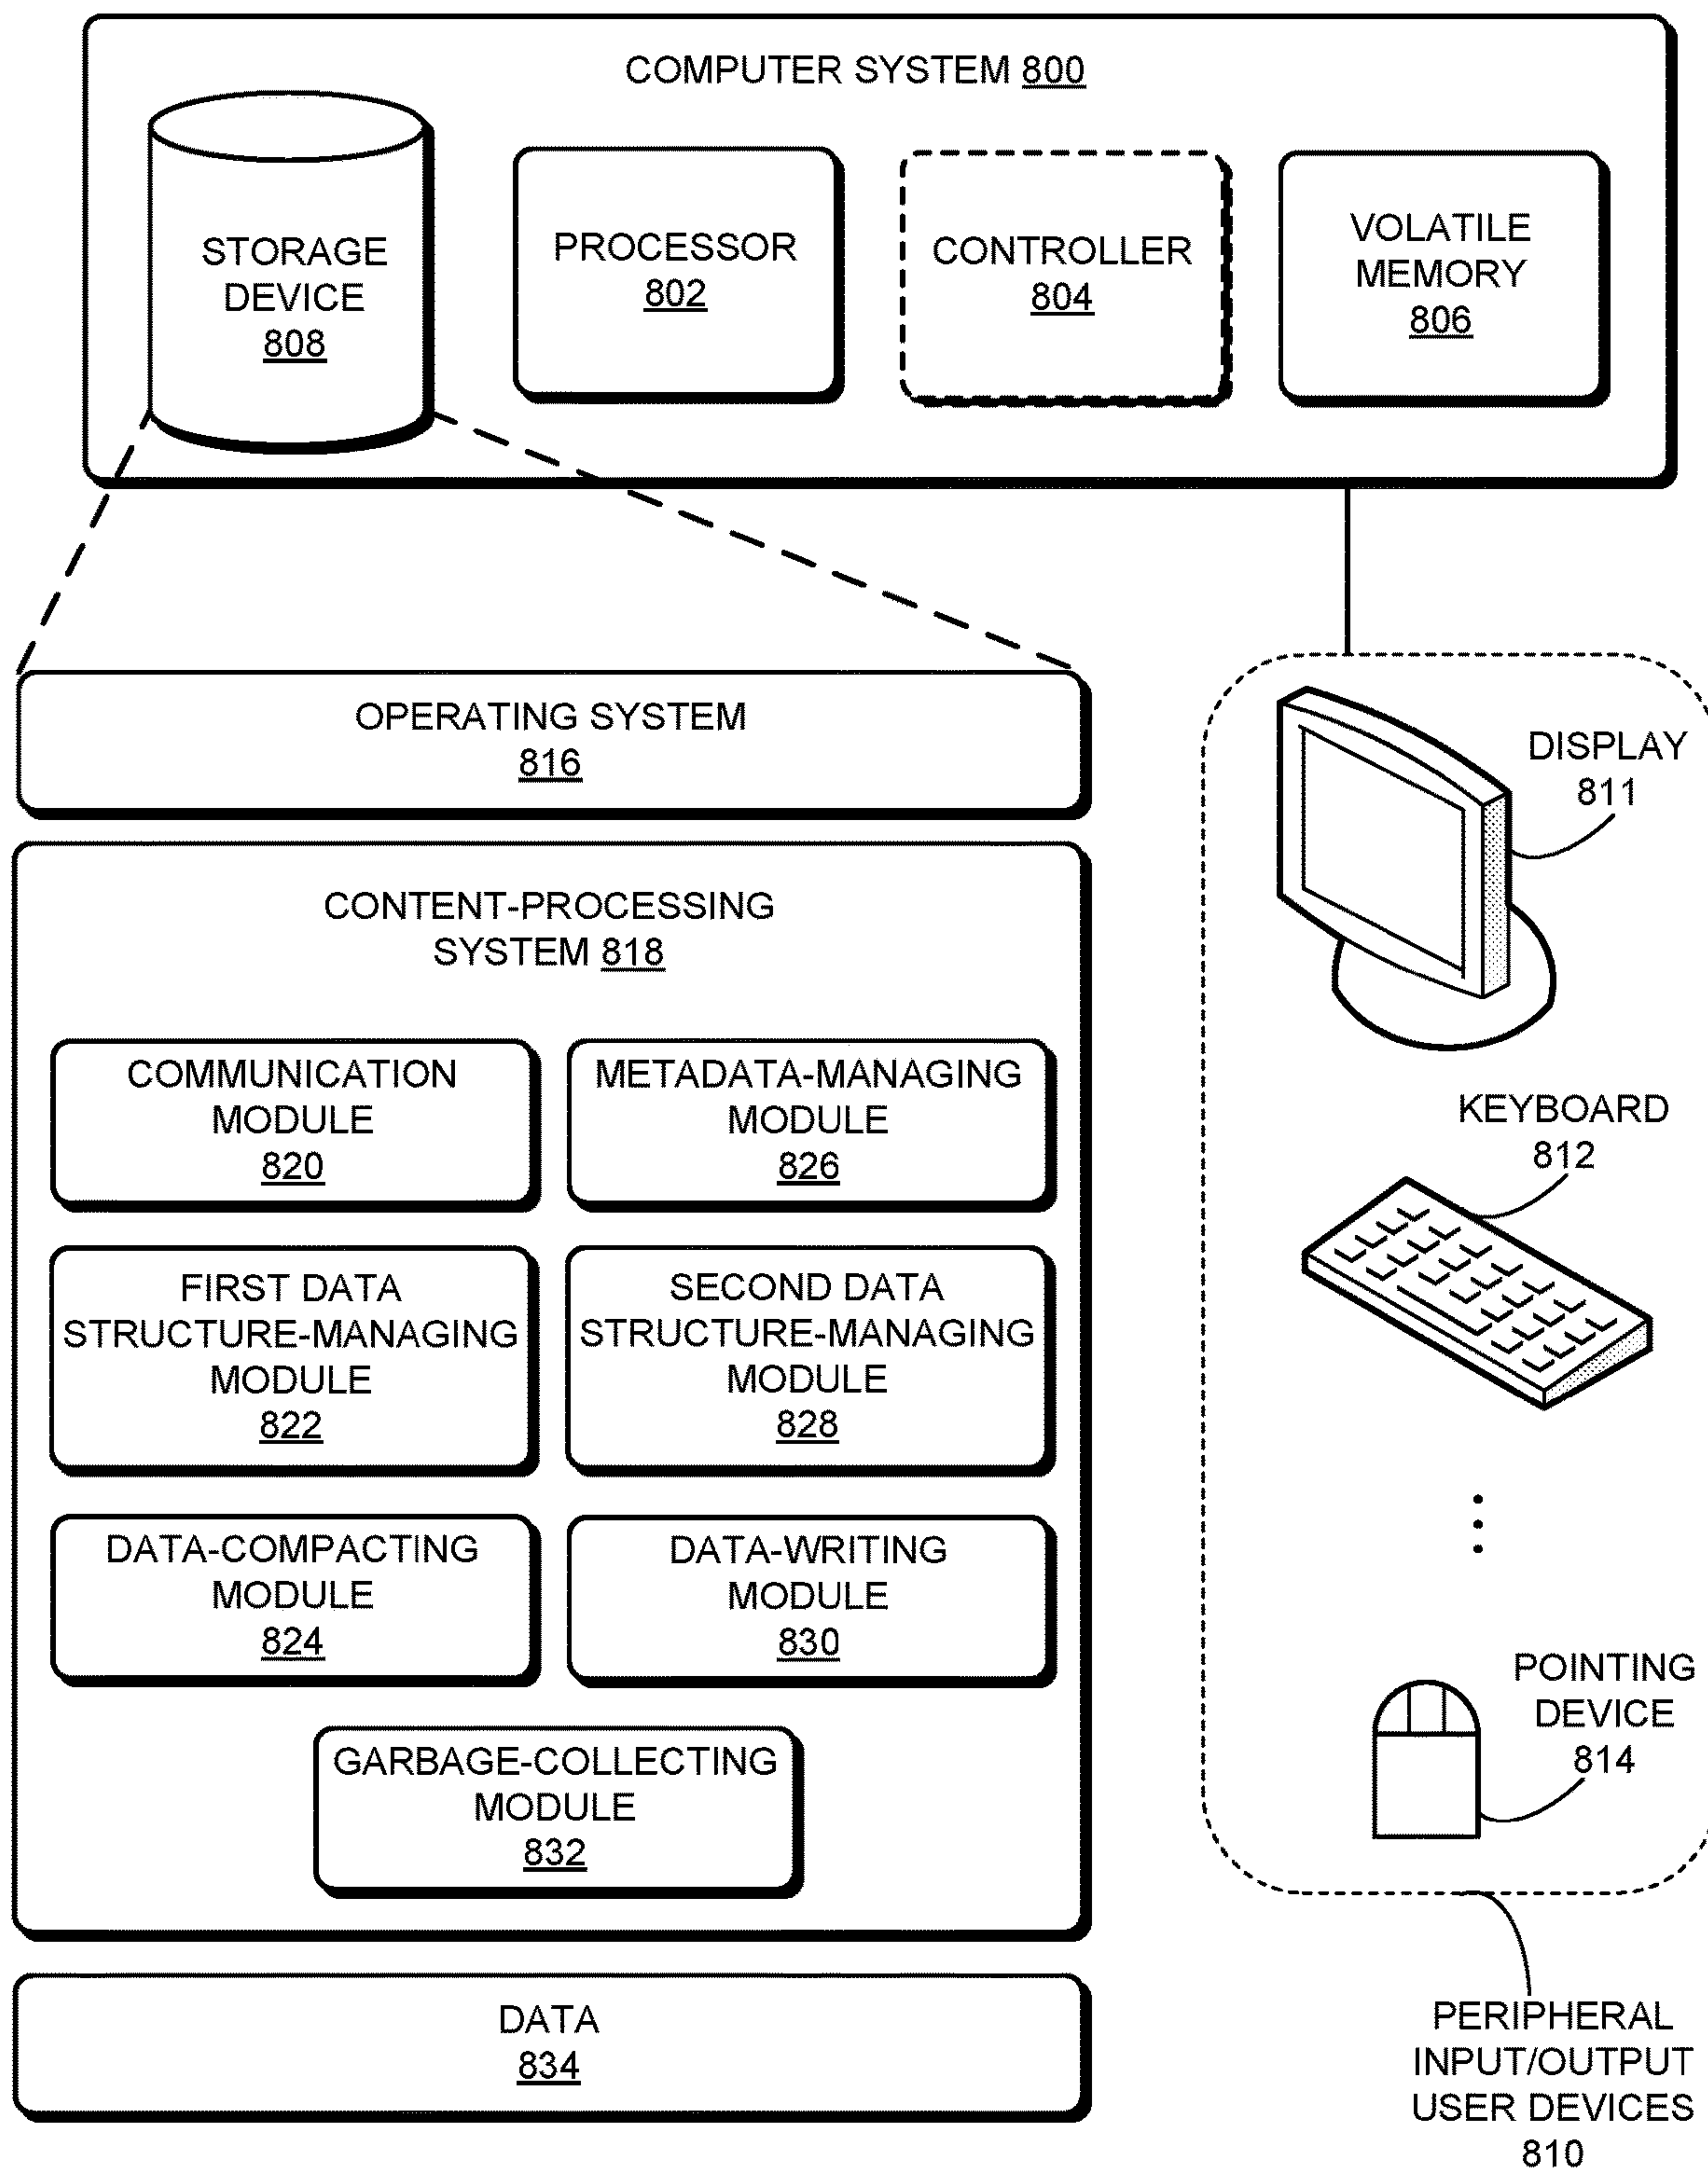 COMPUTER SYSTEM 800
STORAGE
DEVICE
808
PROCESSOR
802
CONTROLLER
804
VOLATILE
MEMORY
806
OPERATING SYSTEM
816
CONTENT-PROCESSING
SYSTEM 818
COMMUNICATION
MODULE
820
METADATA-MANAGING
MODULE
826
FIRST DATA
STRUCTURE-MANAGING
MODULE
822
SECOND DATA
STRUCTURE-MANAGING
MODULE
828
DATA-COMPACTING
MODULE
824
DATA-WRITING
MODULE
830
GARBAGE-COLLECTING
MODULE
832
DATA
834
DISPLAY
811
KEYBOARD
812
POINTING
DEVICE
814
PERIPHERAL
INPUT/OUTPUT
USER DEVICES
810